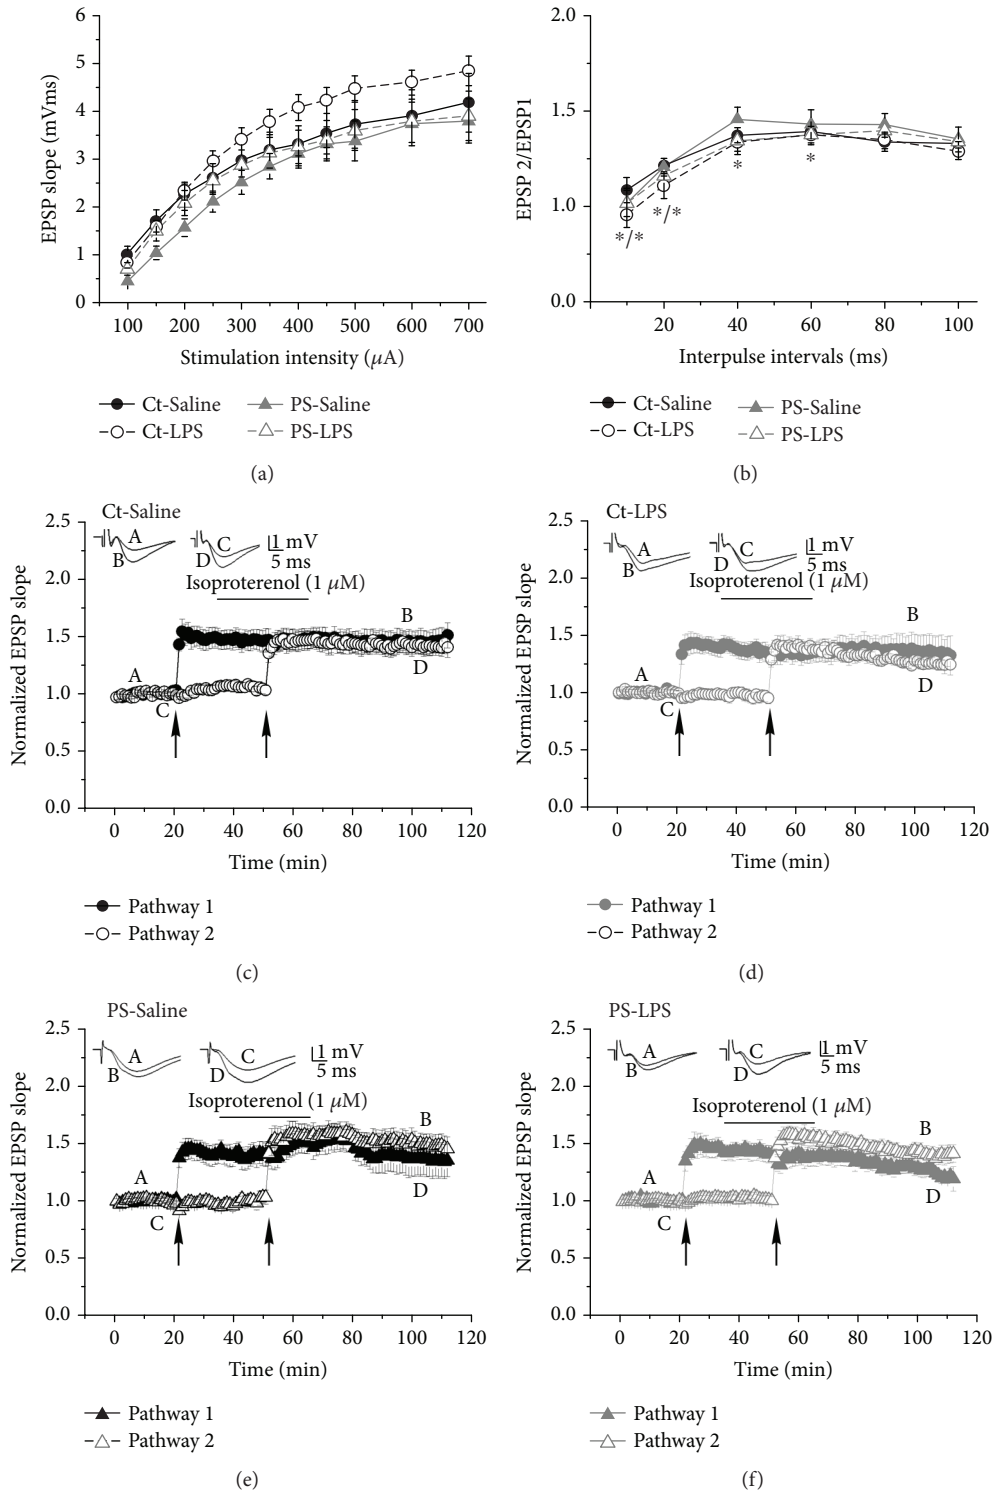 6
5
4
3
2
1
0
EPSP slope (mVms)
100 200 300 400 500 600 700
Stimulation intensity (μA)
Ct-Saline PS-Saline
Ct-LPS PS-LPS
(a)
2.0
1.5
1.0
0.5
0.0
EPSP 2/EPSP1
*/* */* * *
20 40 60 80 100
Interpulse intervals (ms)
Ct-Saline PS-Saline
Ct-LPS PS-LPS
(b)
Ct-Saline
2.5
2.0
1.5
1.0
0.5
0.0
Normalized EPSP slope
A B C D
1 mV
5 ms
Isoproterenol (1 μM)
A B C D
0 20 40 60 80 100 120
Time (min)
Pathway 1
Pathway 2
(c)
Ct-LPS
2.5
2.0
1.5
1.0
0.5
0.0
Normalized EPSP slope
A B C D
1 mV
5 ms
Isoproterenol (1 μM)
A B C D
0 20 40 60 80 100 120
Time (min)
Pathway 1
Pathway 2
(d)
PS-Saline
2.5
2.0
1.5
1.0
0.5
0.0
Normalized EPSP slope
A B C D
1 mV
5 ms
Isoproterenol (1 μM)
A B C D
0 20 40 60 80 100 120
Time (min)
Pathway 1
Pathway 2
(e)
PS-LPS
2.5
2.0
1.5
1.0
0.5
0.0
Normalized EPSP slope
A B C D
1 mV
5 ms
Isoproterenol (1 μM)
A B C D
0 20 40 60 80 100 120
Time (min)
Pathway 1
Pathway 2
(f)